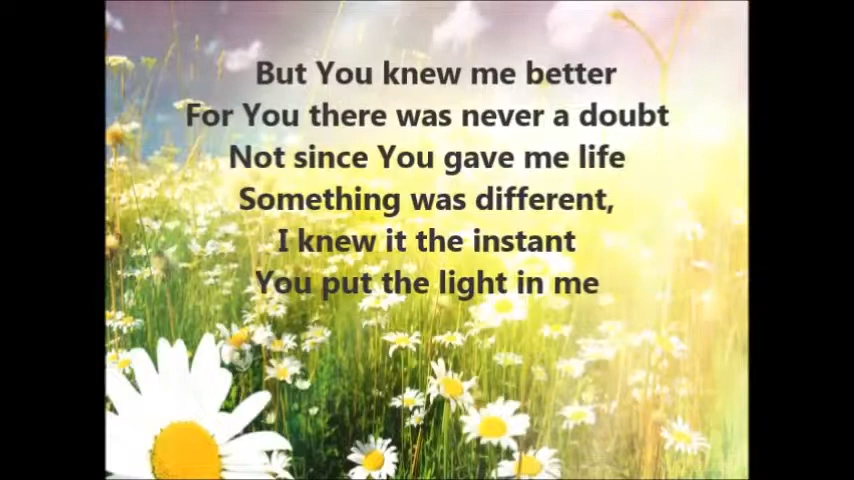 But You knew me better
For You there was never a doubt
Not since You gave me life
Something was different,
I knew it the instant
You put the light in me